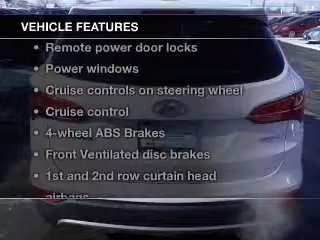 VEHICLE FEATURES
• Remote power door locks
• Power windows
• Cruise controls on steering wheel
• Cruise control
• 4-wheel ABS Brakes
• Front Ventilated disc brakes
• 1st and 2nd row curtain head
airbags